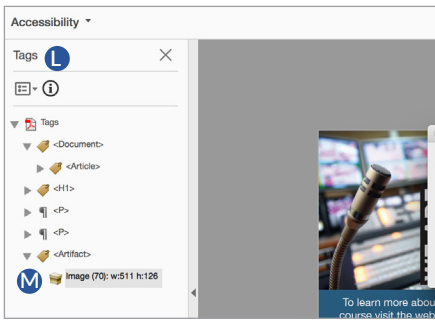 Accessibility
Tags
L
Tags
<Document>
<Article>
<H1>
<P>
<P>
<Artifact>
M
Image (70): w:511 h:126
To learn more abou
course visit the web